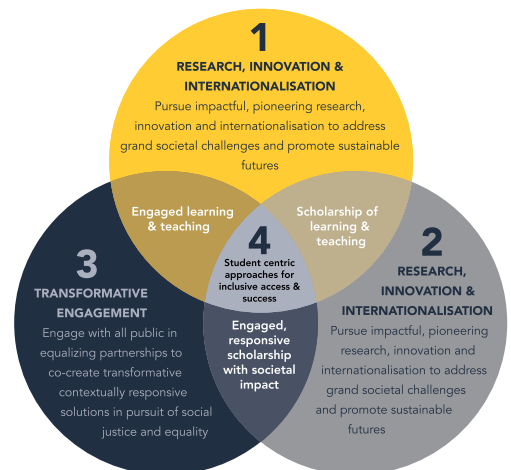 1
RESEARCH, INNOVATION &
INTERNATIONALISATION
Pursue impactful, pioneering research,
innovation and internationalisation to address
grand societal challenges and promote sustainable
futures
Engaged learning
& teaching
Scholarship of
learning &
teaching
4
Student centric
approaches for
inclusive access &
success
3
TRANSFORMATIVE
ENGAGEMENT
Engage with all public in
equalizing partnerships to
co-create transformative
contextually responsive
solutions in pursuit of social
justice and equality
Engaged,
responsive
scholarship
with societal
impact
2
RESEARCH,
INNOVATION &
INTERNATIONALISATION
Pursue impactful, pioneering
research, innovation and
internationalisation to address
grand societal challenges
and promote sustainable
futures